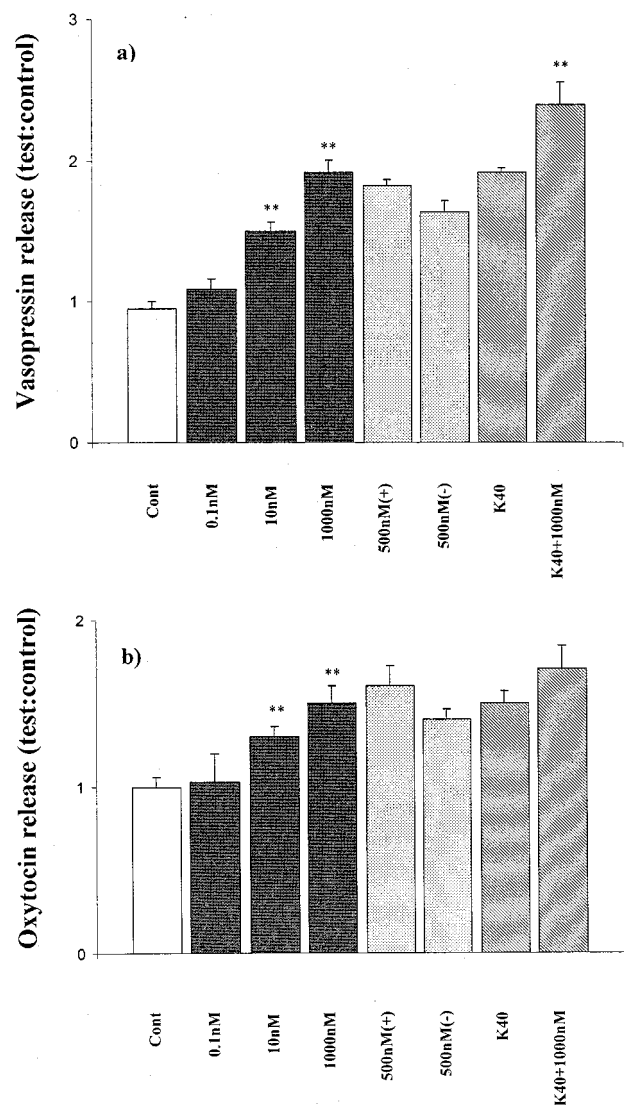 a)
Vasopressin release (test:control)
3
2
1
0
**
**
**
Cont
0.1nM
10nM
1000nM
500nM(+)
500nM(-)
K40
K40+1000nM
b)
Oxytocin release (test:control)
2
1
0
**
**
Cont
0.1nM
10nM
1000nM
500nM(+)
500nM(-)
K40
K40+1000nM